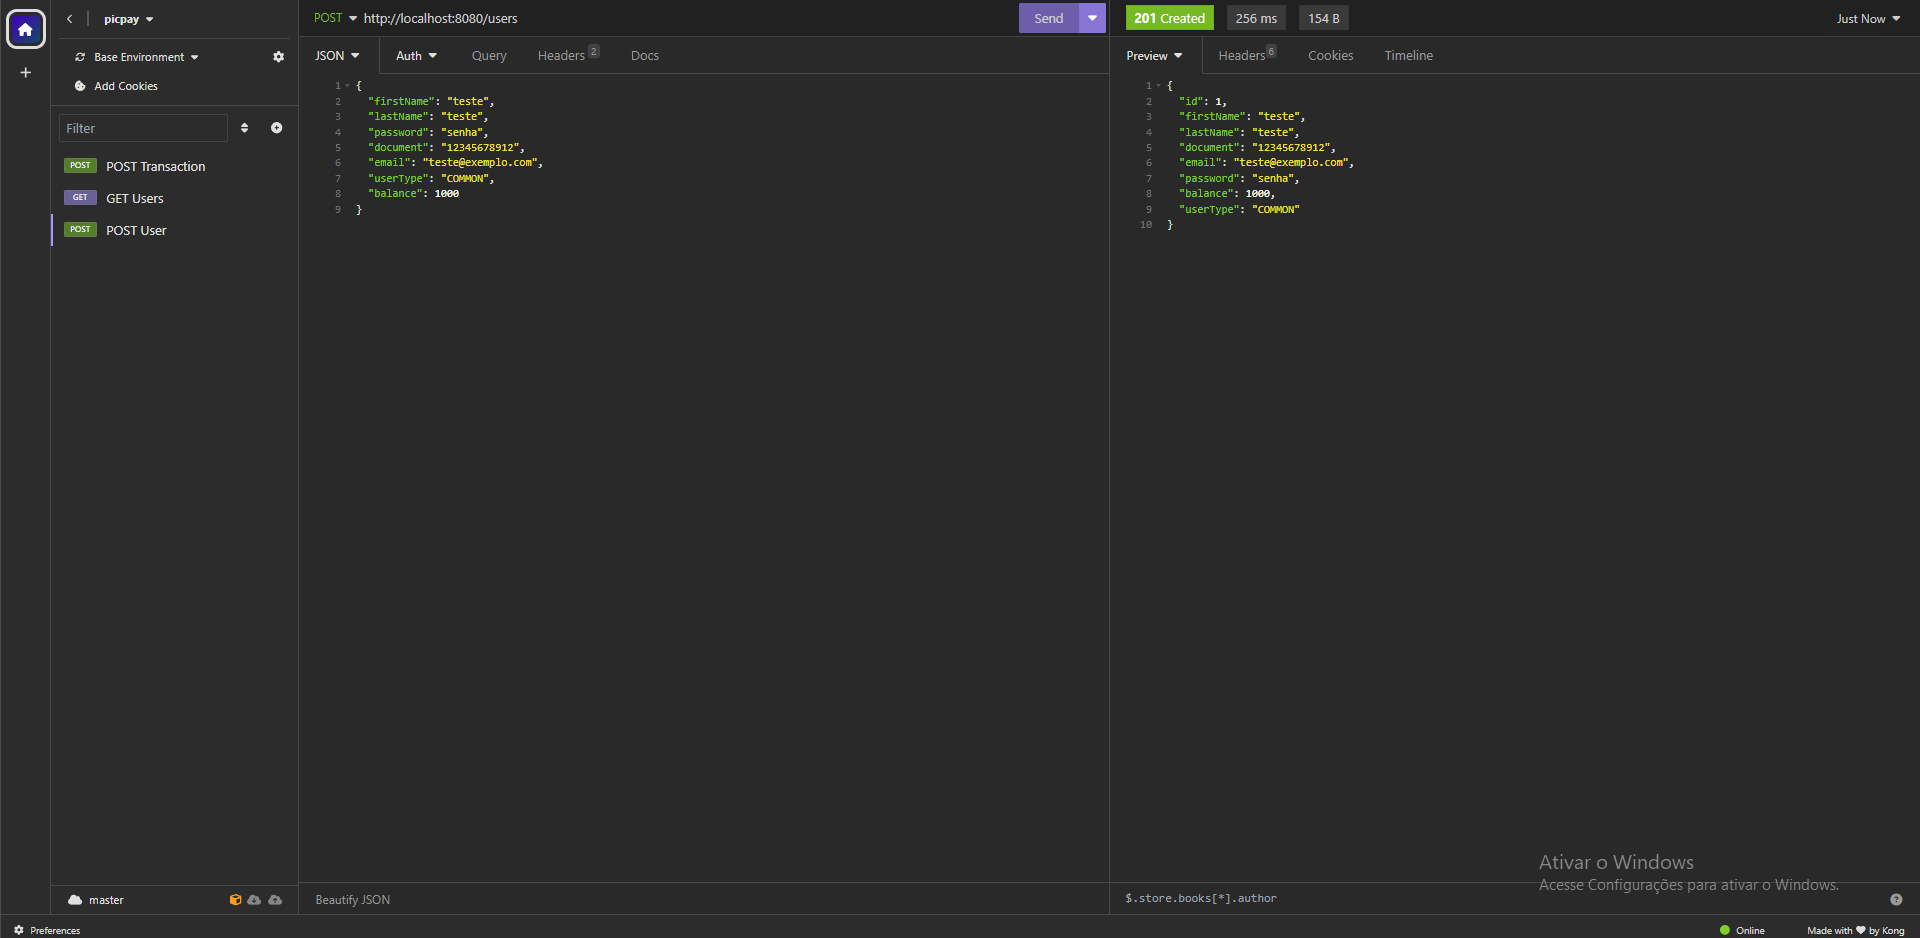 picpay
Base Environment
Add Cookies
Filter
POST POST Transaction
GET GET Users
POST POST User
master
Preferences
POST http://localhost:8080/users Send
JSON Auth Query Headers 2 Docs
1 {
2 "firstName": "teste",
3 "lastName": "teste",
4 "password": "senha",
5 "document": "12345678912",
6 "email": "teste@exemplo.com",
7 "userType": "COMMON",
8 "balance": 1000
9 }
Beautify JSON
201 Created 256 ms 154 B Just Now
Preview Headers 6 Cookies Timeline
1 {
2 "id": 1,
3 "firstName": "teste",
4 "lastName": "teste",
5 "document": "12345678912",
6 "email": "teste@exemplo.com",
7 "password": "senha",
8 "balance": 1000,
9 "userType": "COMMON"
10 }
Ativar o Windows
Acesse Configurações para ativar o Windows.
$.store.books[*].author
Online Made with ♥ by Kong